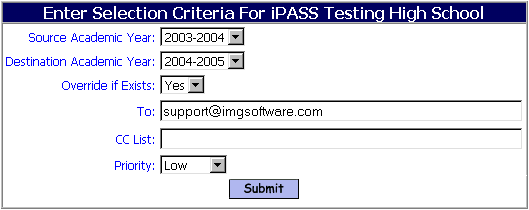 Enter Selection Criteria For iPASS Testing High School
Source Academic Year: 2003-2004
Destination Academic Year: 2004-2005
Override if Exists: Yes
To: support@imgsoftware.com
CC List:
Priority: Low
Submit